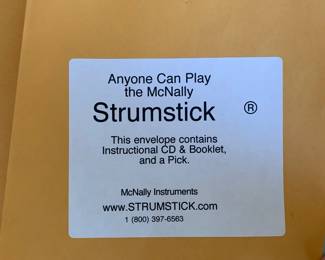 Anyone Can Play
the McNally
Strumstick ®
This envelope contains
Instructional CD & Booklet,
and a Pick.
McNally Instruments
www.STRUMSTICK.com
1 (800) 397-6563